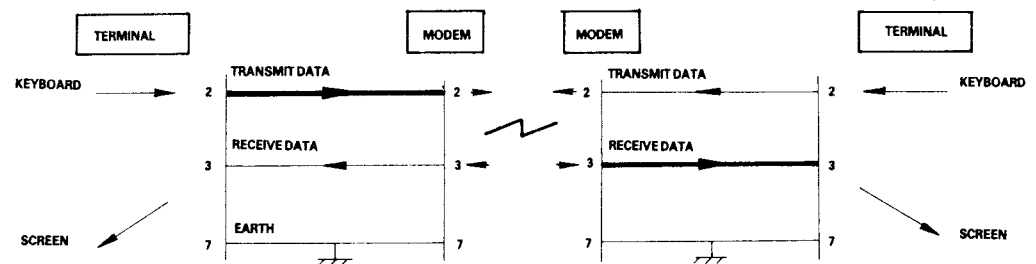 TERMINAL
MODEM
MODEM
TERMINAL
KEYBOARD
TRANSMIT DATA
TRANSMIT DATA
KEYBOARD
2
2
2
2
RECEIVE DATA
RECEIVE DATA
3
3
3
3
SCREEN
EARTH
SCREEN
7
7
7
7